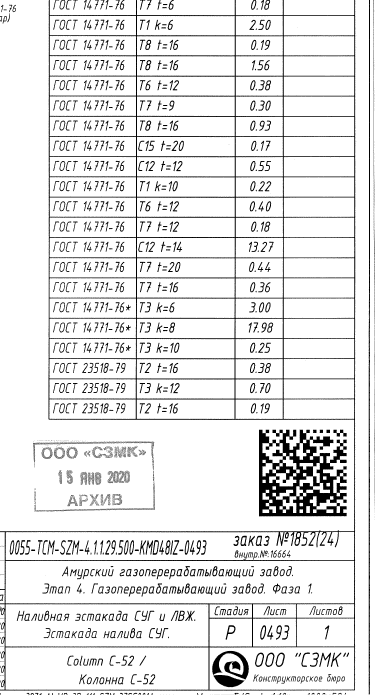 1-76
ар)
ГОСТ 14771-76 Т7 t=6 0.18
ГОСТ 14771-76 Т1 k=6 2.50
ГОСТ 14771-76 Т8 t=16 0.19
ГОСТ 14771-76 Т8 t=16 1.56
ГОСТ 14771-76 Т6 t=12 0.38
ГОСТ 14771-76 Т7 t=9 0.30
ГОСТ 14771-76 Т8 t=16 0.93
ГОСТ 14771-76 С15 t=20 0.17
ГОСТ 14771-76 С12 t=12 0.55
ГОСТ 14771-76 Т1 k=10 0.22
ГОСТ 14771-76 Т6 t=12 0.40
ГОСТ 14771-76 Т7 t=12 0.18
ГОСТ 14771-76 С12 t=14 13.27
ГОСТ 14771-76 Т7 t=20 0.44
ГОСТ 14771-76 Т7 t=16 0.36
ГОСТ 14771-76* Т3 k=6 3.00
ГОСТ 14771-76* Т3 k=8 17.98
ГОСТ 14771-76* Т3 k=10 0.25
ГОСТ 23518-79 Т2 t=16 0.38
ГОСТ 23518-79 Т3 k=12 0.70
ГОСТ 23518-79 Т2 t=16 0.19
ООО «СЗМК»
15 ЯНВ 2020
АРХИВ
0055-TCM-SZM-4.1.1.29.500-KMD48IZ-0493
заказ №1852(24)
внутр.№:16664
Амурский газоперерабатывающий завод.
Этап 4. Газоперерабатывающий завод. Фаза 1.
Наливная эстакада СУГ и ЛВЖ.
Эстакада налива СУГ.
Стадия Лист Листов
Р 0493 1
Column C-52 /
Колонна С-52
ООО "СЗМК"
Конструкторское бюро